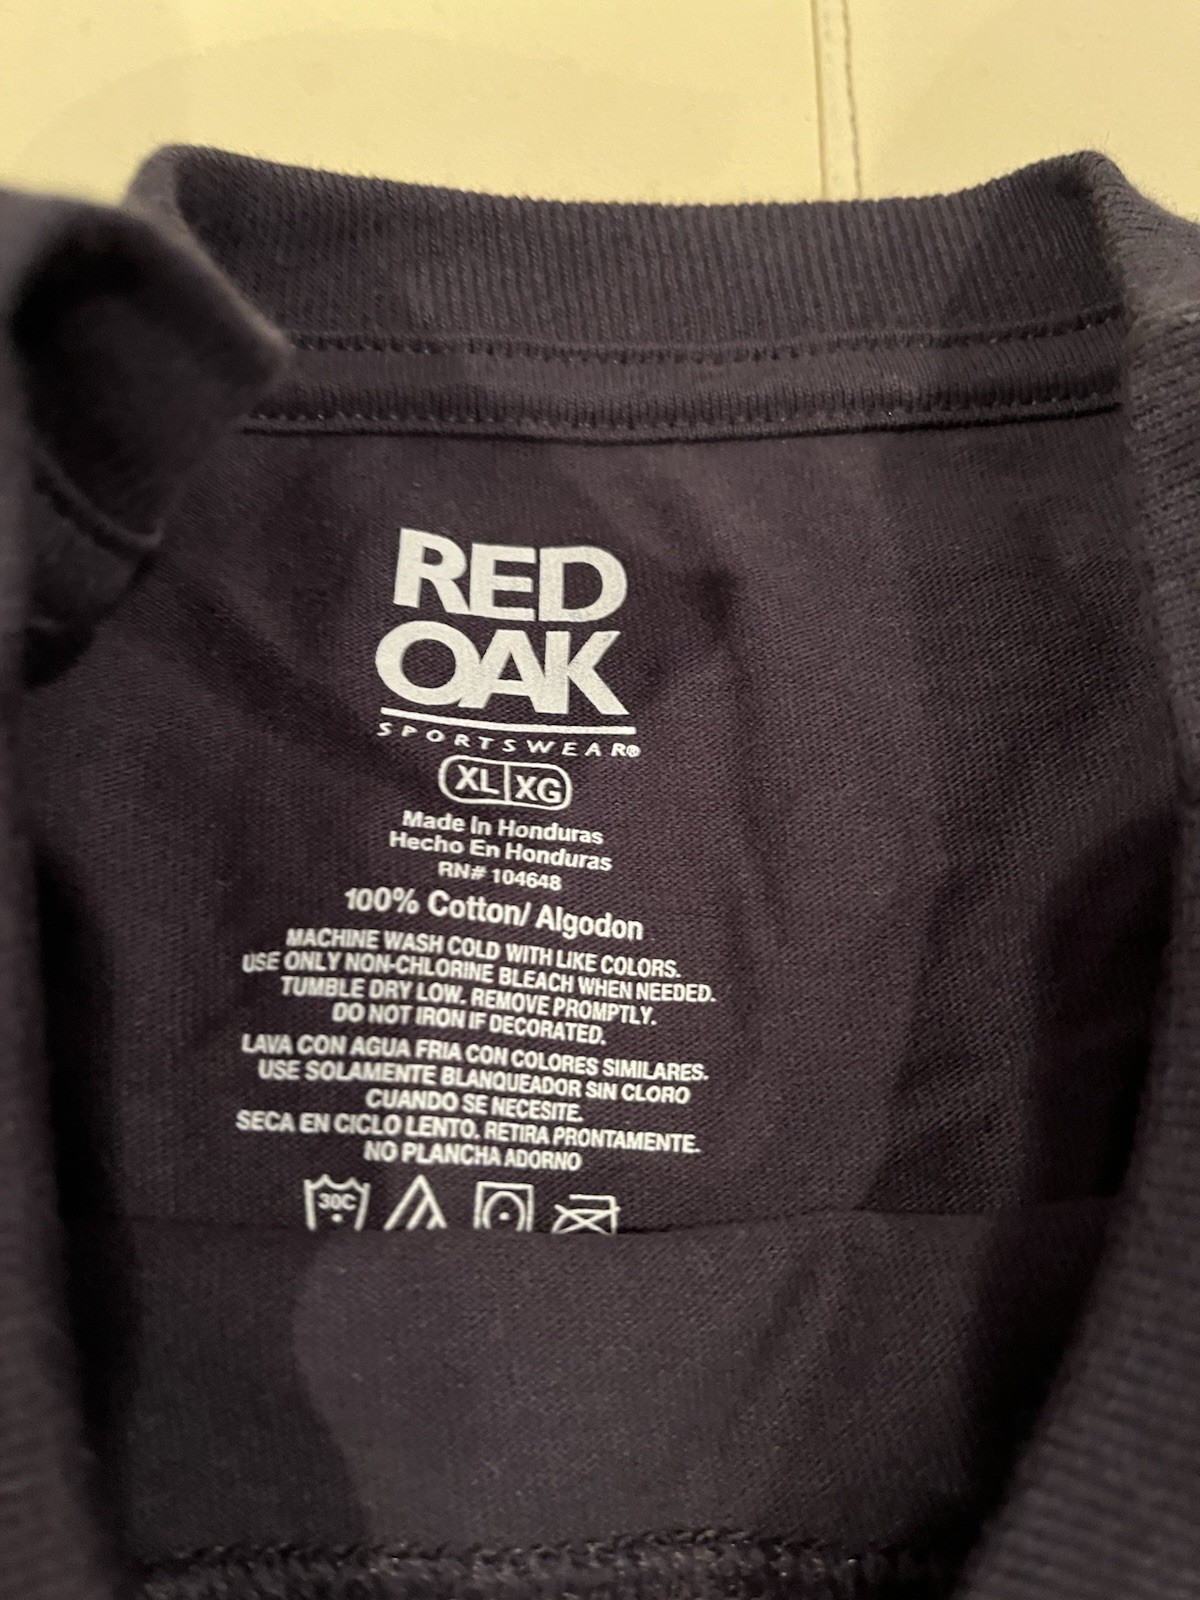 RED
OAK
SPORTSWEAR®
XL XG
Made In Honduras
Hecho En Honduras
RN# 104648
100% Cotton/ Algodon
MACHINE WASH COLD WITH LIKE COLORS.
USE ONLY NON-CHLORINE BLEACH WHEN NEEDED.
TUMBLE DRY LOW. REMOVE PROMPTLY.
DO NOT IRON IF DECORATED.
LAVA CON AGUA FRIA CON COLORES SIMILARES.
USE SOLAMENTE BLANQUEADOR SIN CLORO
CUANDO SE NECESITE.
SECA EN CICLO LENTO. RETIRA PRONTAMENTE.
NO PLANCHA ADORNO
30C